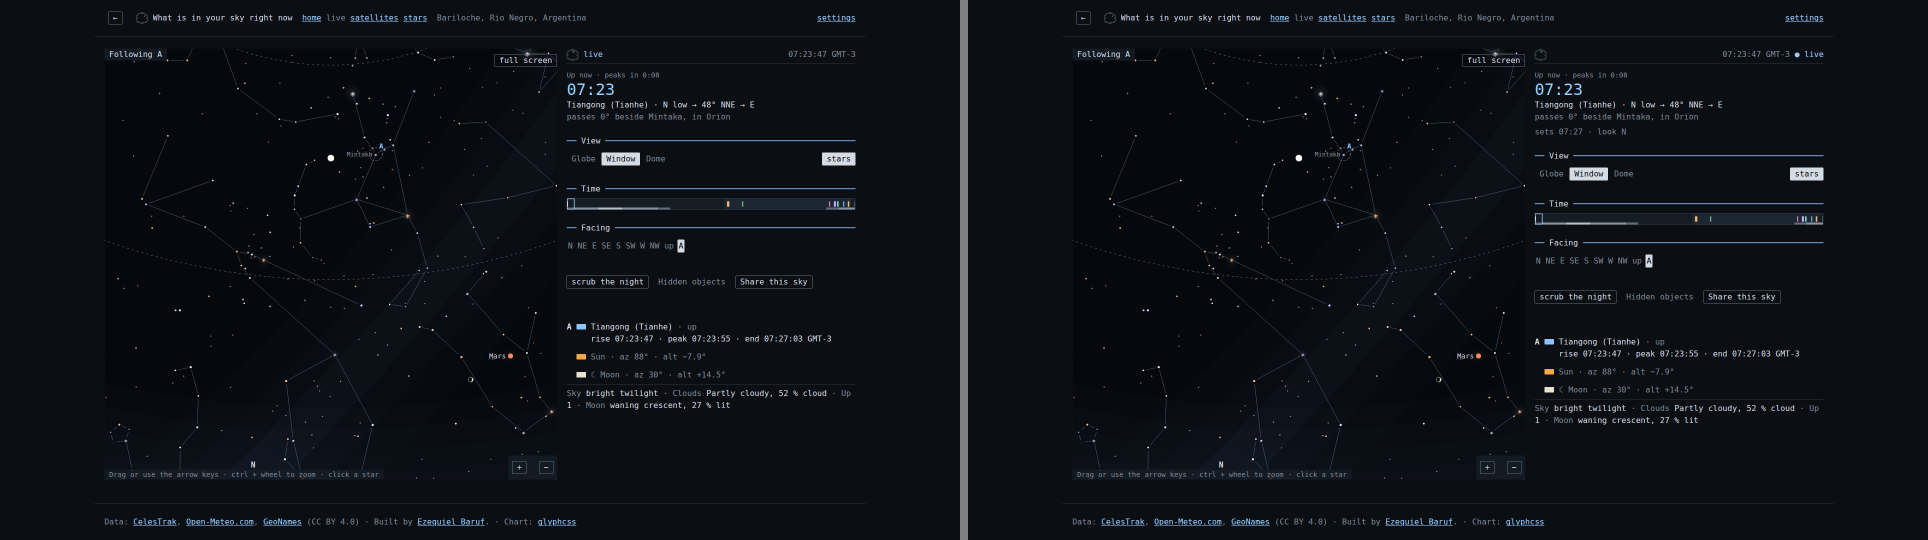 ← What is in your sky right now home live satellites stars Bariloche, Río Negro, Argentina settings
Following A
full screen
Mintaka
A
Mars
N
Drag or use the arrow keys · ctrl + wheel to zoom · click a star
+ −
live 07:23:47 GMT-3
Up now · peaks in 0:08
07:23
Tiangong (Tianhe) · N low → 48° NNE → E
passes 0° beside Mintaka, in Orion
View
Globe Window Dome stars
Time
Facing
N NE E SE S SW W NW up A
scrub the night Hidden objects Share this sky
A Tiangong (Tianhe) · up
rise 07:23:47 · peak 07:23:55 · end 07:27:03 GMT-3
Sun · az 88° · alt −7.9°
☾ Moon · az 30° · alt +14.5°
Sky bright twilight · Clouds Partly cloudy, 52 % cloud · Up
1 · Moon waning crescent, 27 % lit
Data: CelesTrak, Open-Meteo.com, GeoNames (CC BY 4.0) · Built by Ezequiel Baruf. · Chart: glyphcss
← What is in your sky right now home live satellites stars Bariloche, Río Negro, Argentina settings
Following A
full screen
Mintaka
A
Mars
N
Drag or use the arrow keys · ctrl + wheel to zoom · click a star
+ −
07:23:47 GMT-3 ● live
Up now · peaks in 0:08
07:23
Tiangong (Tianhe) · N low → 48° NNE → E
passes 0° beside Mintaka, in Orion
sets 07:27 · look N
View
Globe Window Dome stars
Time
Facing
N NE E SE S SW W NW up A
scrub the night Hidden objects Share this sky
A Tiangong (Tianhe) · up
rise 07:23:47 · peak 07:23:55 · end 07:27:03 GMT-3
Sun · az 88° · alt −7.9°
☾ Moon · az 30° · alt +14.5°
Sky bright twilight · Clouds Partly cloudy, 52 % cloud · Up
1 · Moon waning crescent, 27 % lit
Data: CelesTrak, Open-Meteo.com, GeoNames (CC BY 4.0) · Built by Ezequiel Baruf. · Chart: glyphcss